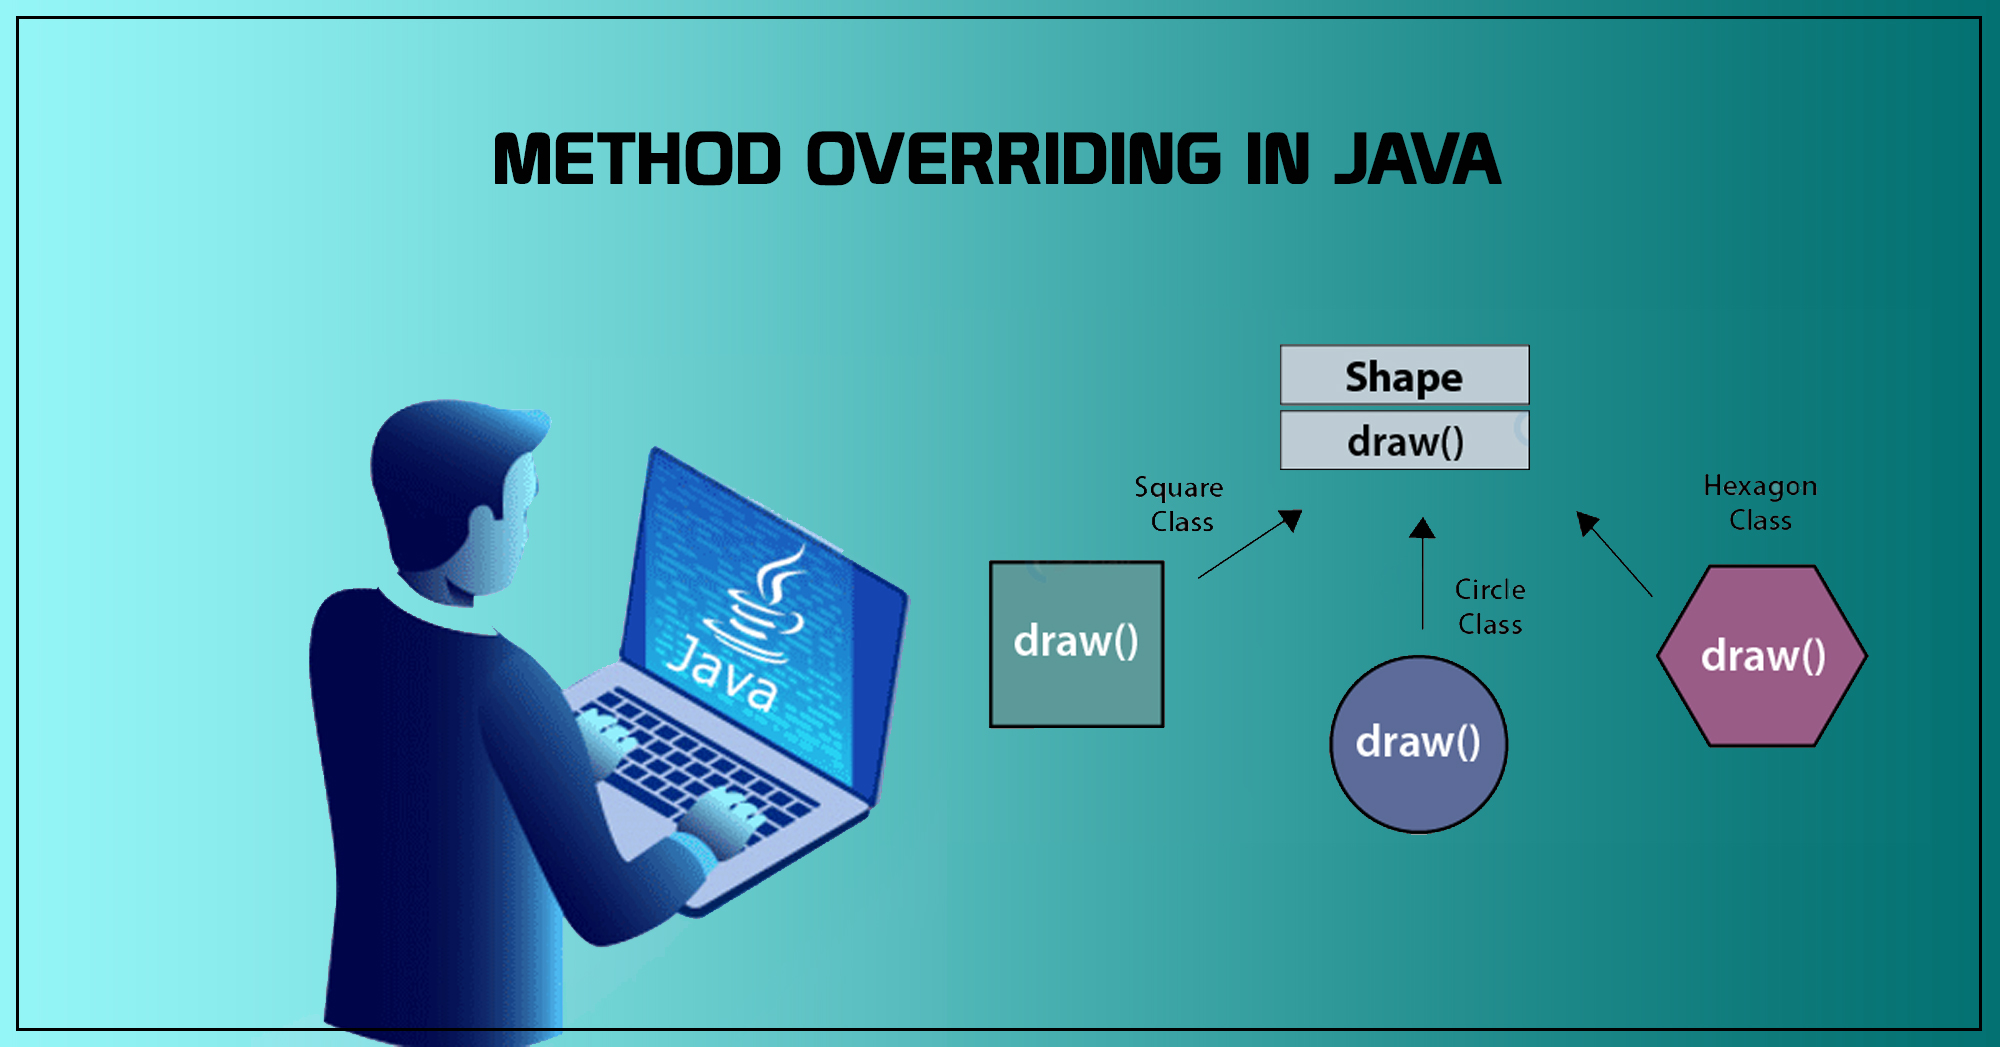 METHOD OVERRIDING IN JAVA
Shape
draw()
Square
Class
Hexagon
Class
Circle
Class
draw()
draw()
draw()
Java